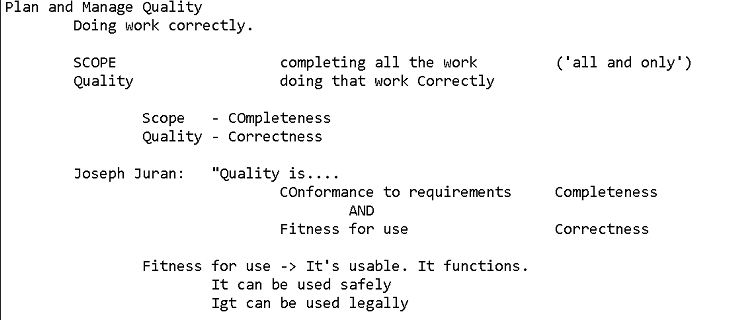 Plan and Manage Quality
Doing work correctly.
SCOPE completing all the work ('all and only')
Quality doing that work Correctly
Scope - COmpleteness
Quality - Correctness
Joseph Juran: "Quality is....
COnformance to requirements Completeness
AND
Fitness for use Correctness
Fitness for use -> It's usable. It functions.
It can be used safely
Igt can be used legally